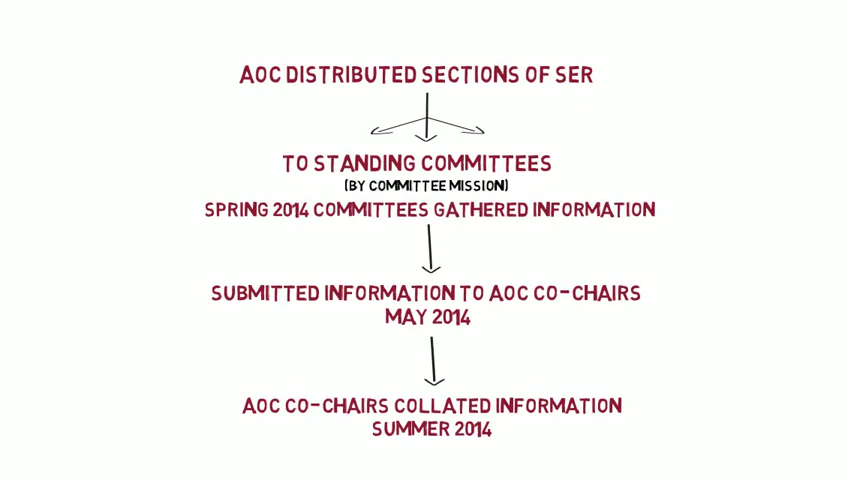 AOC DISTRIBUTED SECTIONS OF SER
TO STANDING COMMITTEES
(BY COMMITTEE MISSION)
SPRING 2014 COMMITTEES GATHERED INFORMATION
SUBMITTED INFORMATION TO AOC CO-CHAIRS
MAY 2014
AOC CO-CHAIRS COLLATED INFORMATION
SUMMER 2014